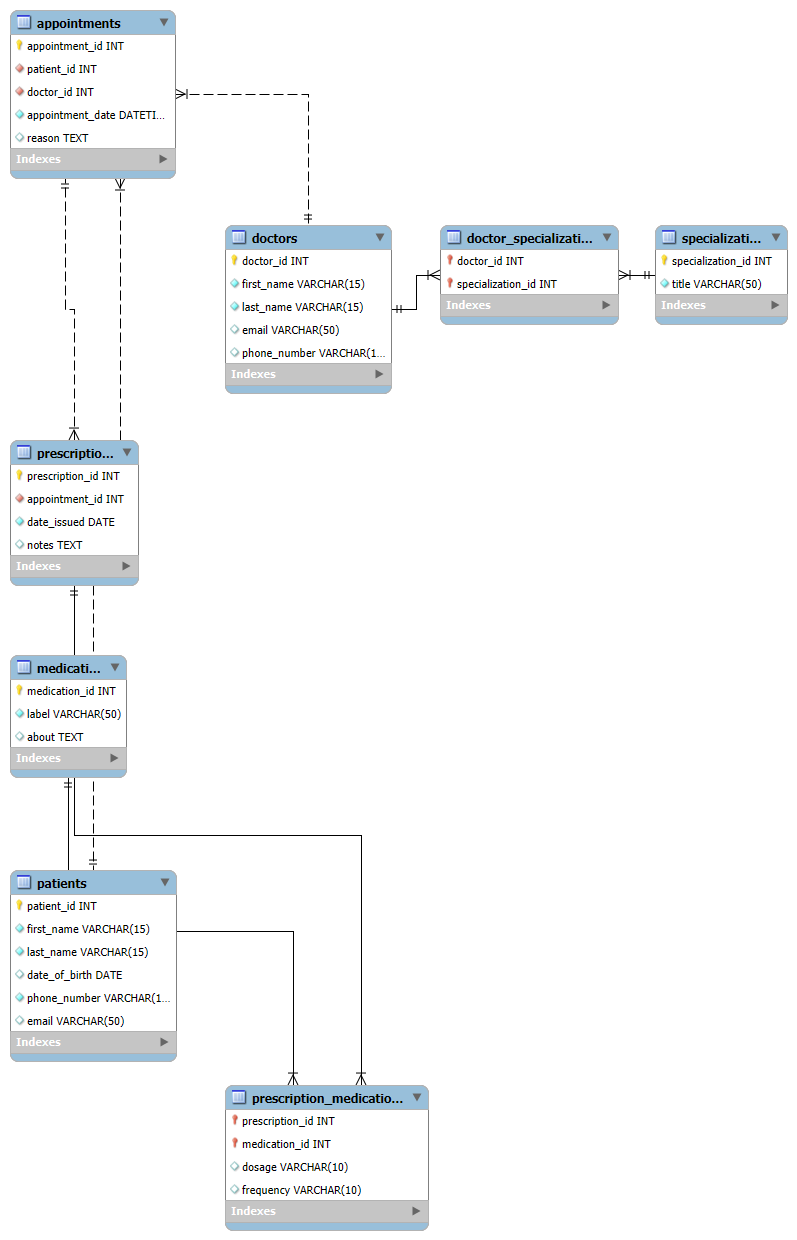 appointments
appointment_id INT
patient_id INT
doctor_id INT
appointment_date DATETI...
reason TEXT
Indexes
doctors
doctor_id INT
first_name VARCHAR(15)
last_name VARCHAR(15)
email VARCHAR(50)
phone_number VARCHAR(1...
Indexes
doctor_specializati...
doctor_id INT
specialization_id INT
Indexes
specializati...
specialization_id INT
title VARCHAR(50)
Indexes
prescriptio...
prescription_id INT
appointment_id INT
date_issued DATE
notes TEXT
Indexes
medicati...
medication_id INT
label VARCHAR(50)
about TEXT
Indexes
patients
patient_id INT
first_name VARCHAR(15)
last_name VARCHAR(15)
date_of_birth DATE
phone_number VARCHAR(1...
email VARCHAR(50)
Indexes
prescription_medicatio...
prescription_id INT
medication_id INT
dosage VARCHAR(10)
frequency VARCHAR(10)
Indexes